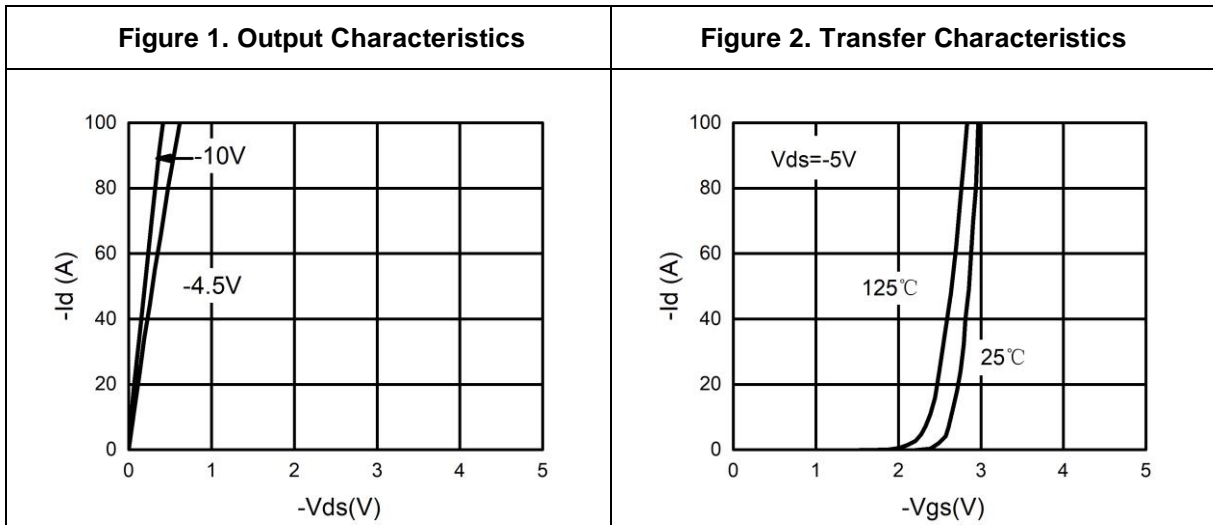 Figure 1. Output Characteristics
100
80
60
40
20
0
0 1 2 3 4 5
-Id (A)
-10V
-4.5V
-Vds(V)
Figure 2. Transfer Characteristics
100
80
60
40
20
0
0 1 2 3 4 5
-Id (A)
Vds=-5V
125℃
25℃
-Vgs(V)